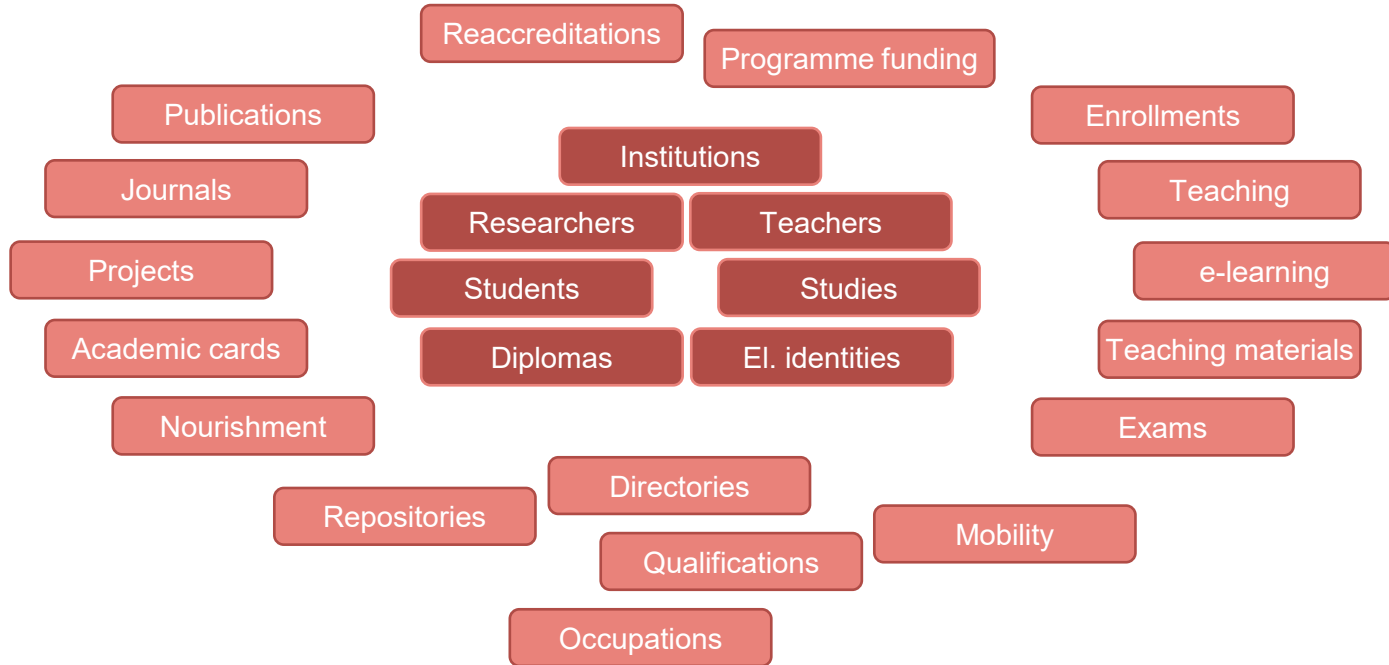 Reaccreditations
Programme funding
Publications
Enrollments
Institutions
Journals
Teaching
Researchers
Teachers
Projects
Students
Studies
e-learning
Academic cards
Diplomas
El. identities
Teaching materials
Nourishment
Exams
Directories
Repositories
Mobility
Qualifications
Occupations